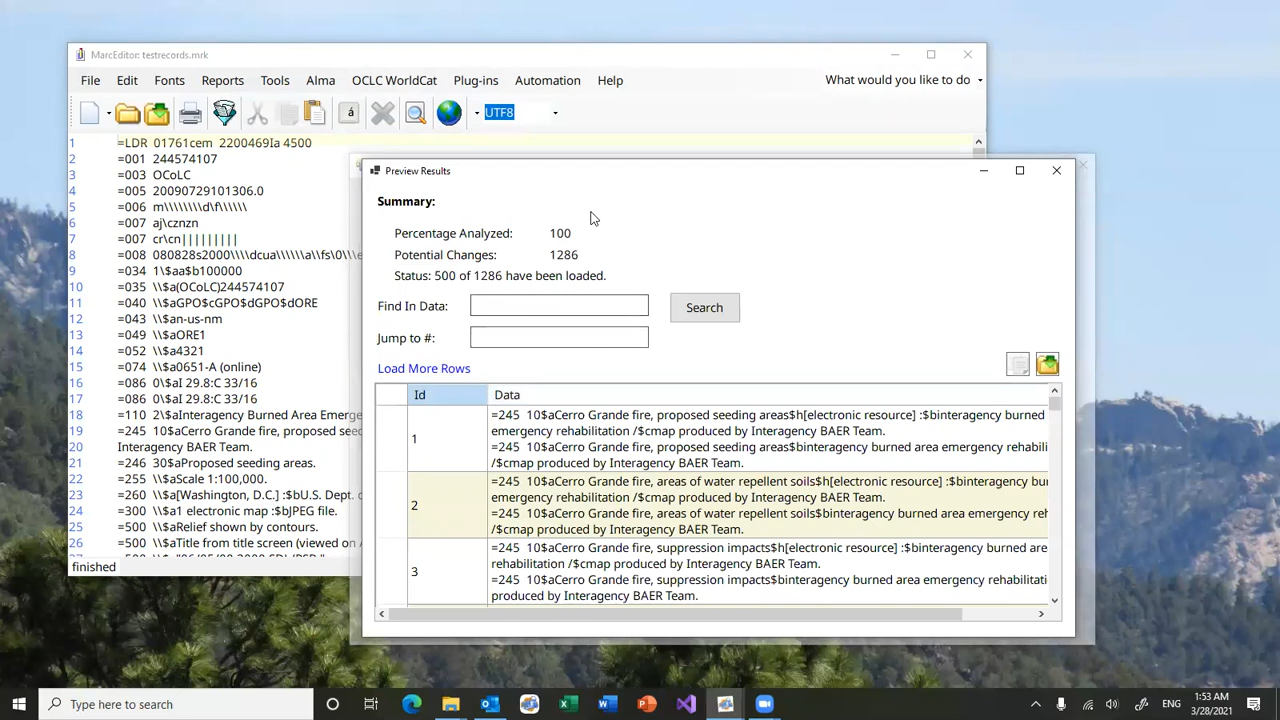 MarcEditor: testrecords.mrk
File Edit Fonts Reports Tools Alma OCLC WorldCat Plug-ins Automation Help What would you like to do
á UTF8
1 =LDR 01761cem 2200469Ia 4500
2 =001 244574107
3 =003 OCoLC
4 =005 20090729101306.0
5 =006 m\\\\\\\\d\f\\\\\\
6 =007 aj\cznzn
7 =007 cr\cn|||||||||
8 =008 080828s2000\\\\dcua\\\\\a\\fs\0\\\e
9 =034 1\$aa$b100000
10 =035 \\$a(OCoLC)244574107
11 =040 \\$aGPO$cGPO$dGPO$dORE
12 =043 \\$an-us-nm
13 =049 \\$aORE1
14 =052 \\$a4321
15 =074 \\$a0651-A (online)
16 =086 0\$aI 29.8:C 33/16
17 =086 0\$aI 29.8:C 33/16
18 =110 2\$aInteragency Burned Area Emerge
19 =245 10$aCerro Grande fire, proposed see
20 Interagency BAER Team.
21 =246 30$aProposed seeding areas.
22 =255 \\$aScale 1:100,000.
23 =260 \\$a[Washington, D.C.] :$bU.S. Dept. o
24 =300 \\$a1 electronic map :$bJPEG file.
25 =500 \\$aRelief shown by contours.
26 =500 \\$aTitle from title screen (viewed on A
finished
Preview Results
Summary:
Percentage Analyzed: 100
Potential Changes: 1286
Status: 500 of 1286 have been loaded.
Find In Data: Search
Jump to #:
Load More Rows
Id Data
1
=245 10$aCerro Grande fire, proposed seeding areas$h[electronic resource] :$binteragency burned
emergency rehabilitation /$cmap produced by Interagency BAER Team.
=245 10$aCerro Grande fire, proposed seeding areas$binteragency burned area emergency rehabili
/$cmap produced by Interagency BAER Team.
2
=245 10$aCerro Grande fire, areas of water repellent soils$h[electronic resource] :$binteragency bur
emergency rehabilitation /$cmap produced by Interagency BAER Team.
=245 10$aCerro Grande fire, areas of water repellent soils$binteragency burned area emergency reh
/$cmap produced by Interagency BAER Team.
3
=245 10$aCerro Grande fire, suppression impacts$h[electronic resource] :$binteragency burned are
rehabilitation /$cmap produced by Interagency BAER Team.
=245 10$aCerro Grande fire, suppression impacts$binteragency burned area emergency rehabilitati
produced by Interagency BAER Team.
Type here to search
ENG
1:53 AM
3/28/2021